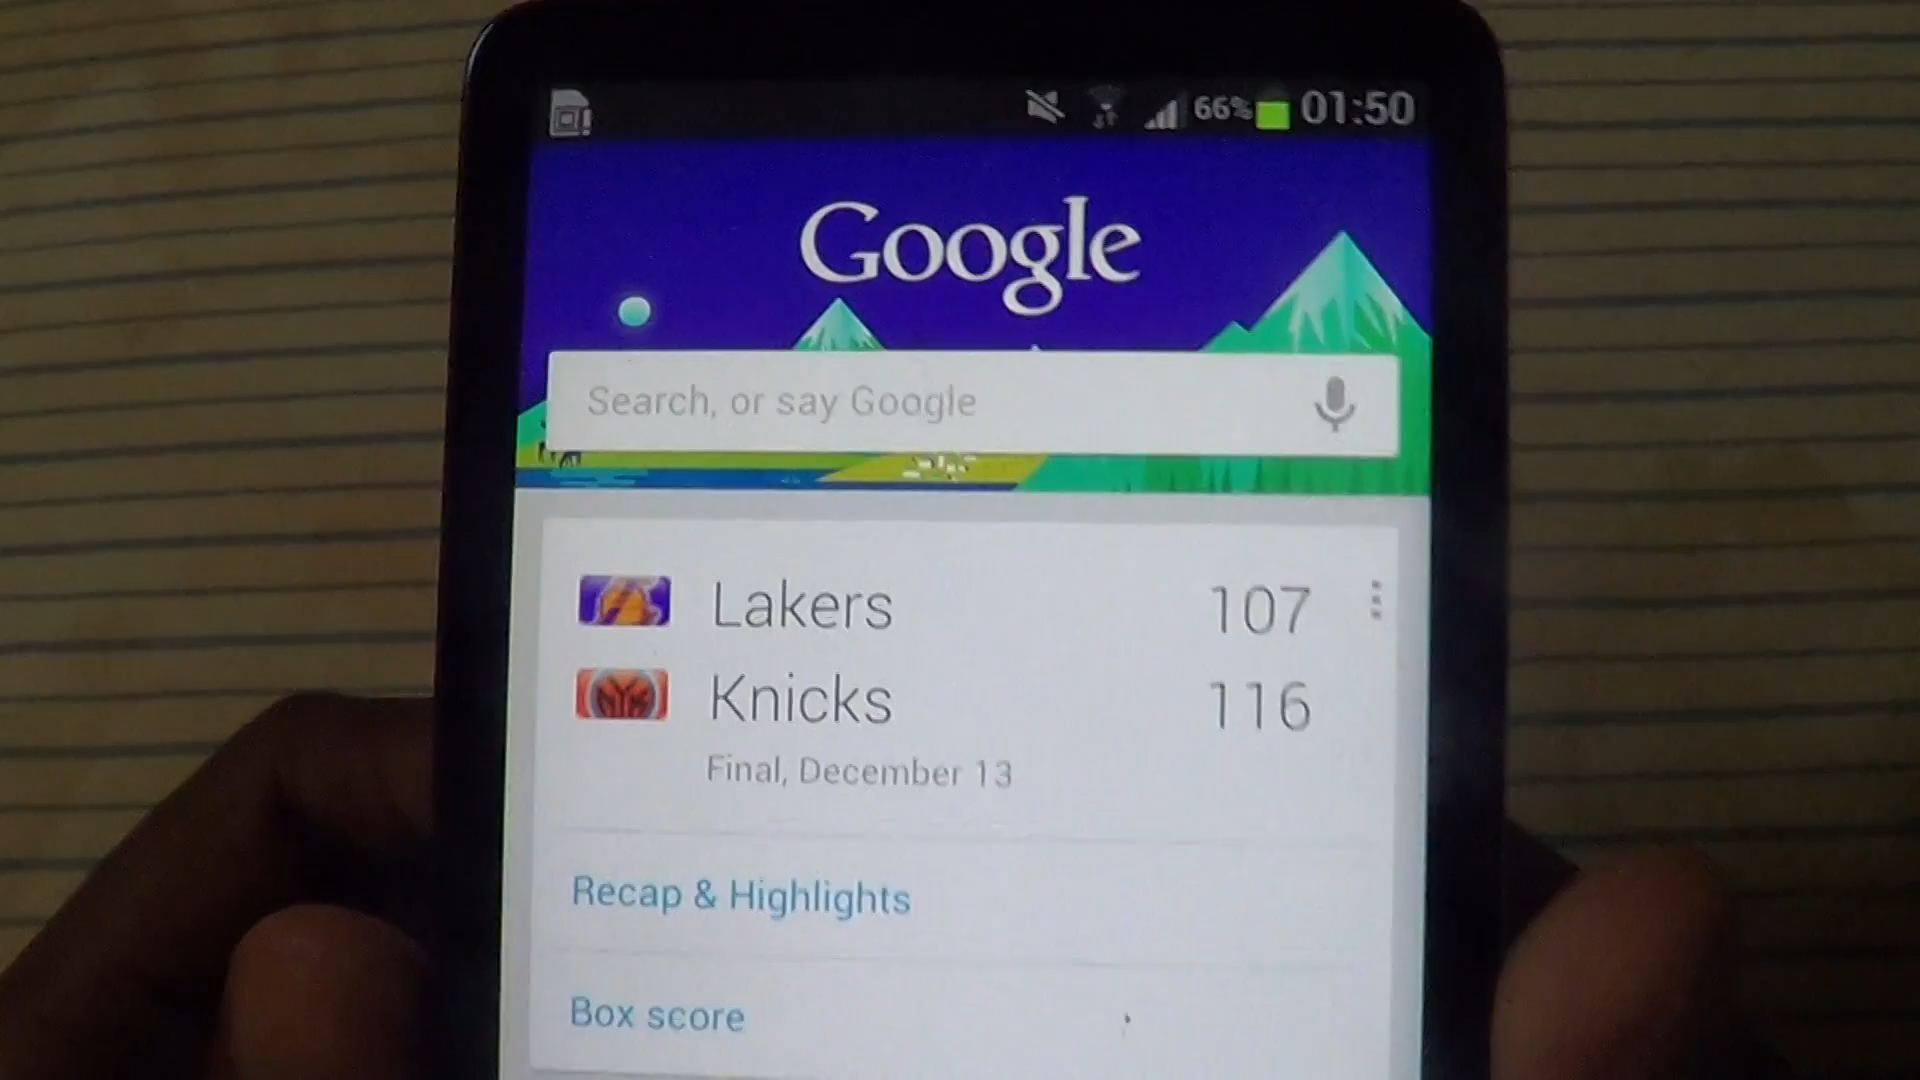 66% 01:50
Google
Search, or say Google
Lakers 107
Knicks 116
Final, December 13
Recap & Highlights
Box score